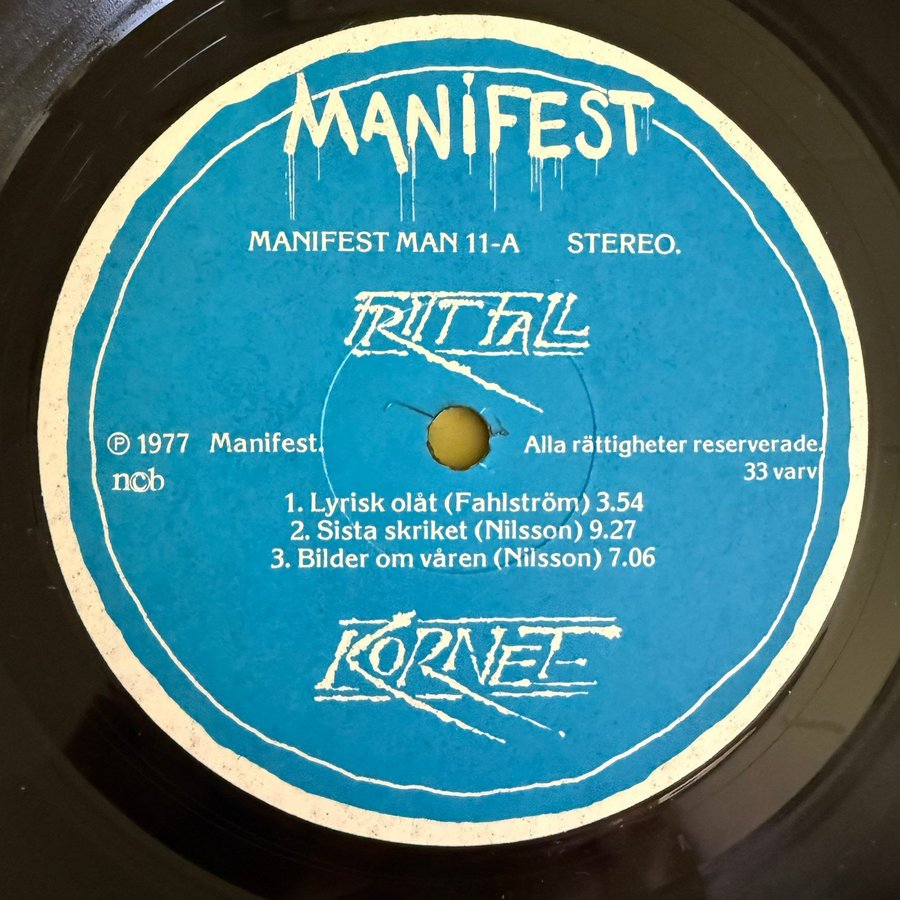 MANIFEST
MANIFEST MAN 11-A STEREO.
FRITT FALL
Ⓟ 1977 Manifest. Alla rättigheter reserverade.
ncb 33 varv
1. Lyrisk olåt (Fahlström) 3.54
2. Sista skriket (Nilsson) 9.27
3. Bilder om våren (Nilsson) 7.06
KORNET